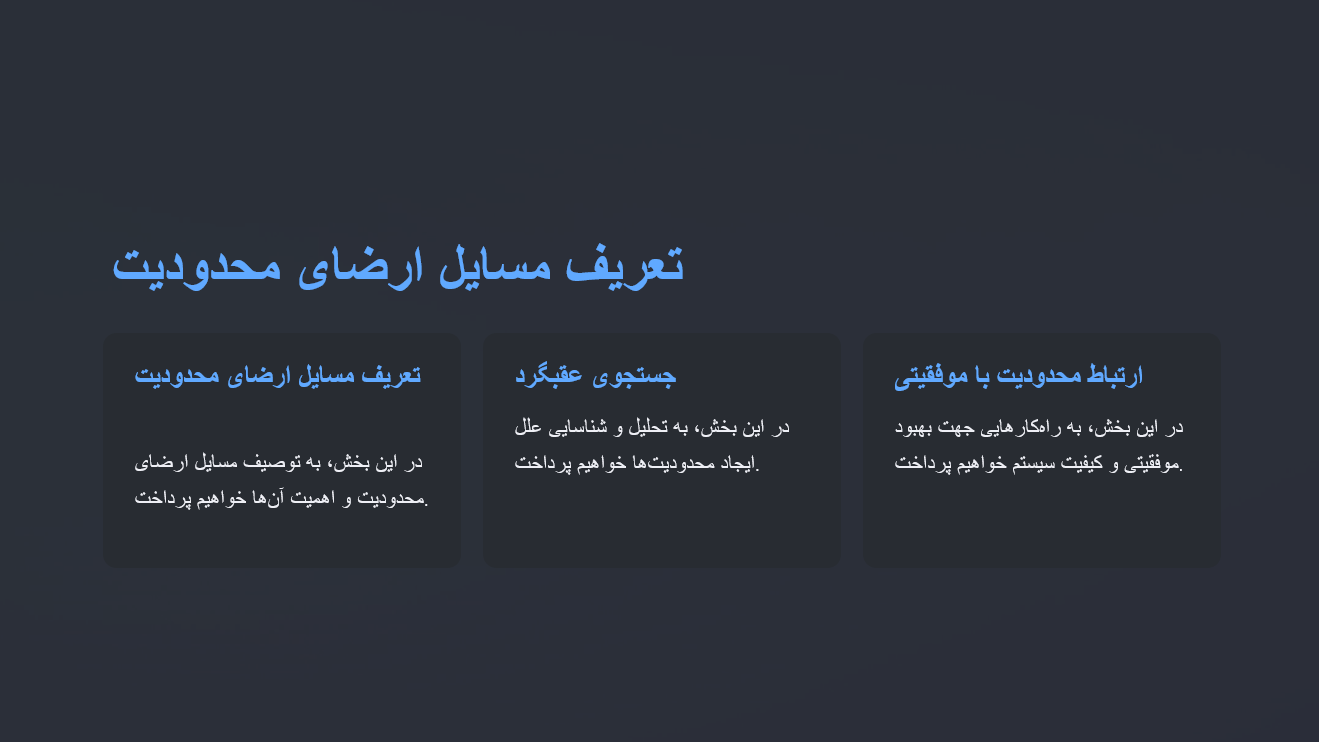 تعریف مسایل ارضای محدودیت
تعریف مسایل ارضای محدودیت
در این بخش، به توصیف مسایل ارضای
محدودیت و اهمیت آن‌ها خواهیم پرداخت.
جستجوی عقبگرد
در این بخش، به تحلیل و شناسایی علل
ایجاد محدودیت‌ها خواهیم پرداخت.
ارتباط محدودیت با موفقیتی
در این بخش، به راه‌کارهایی جهت بهبود
موفقیتی و کیفیت سیستم خواهیم پرداخت.